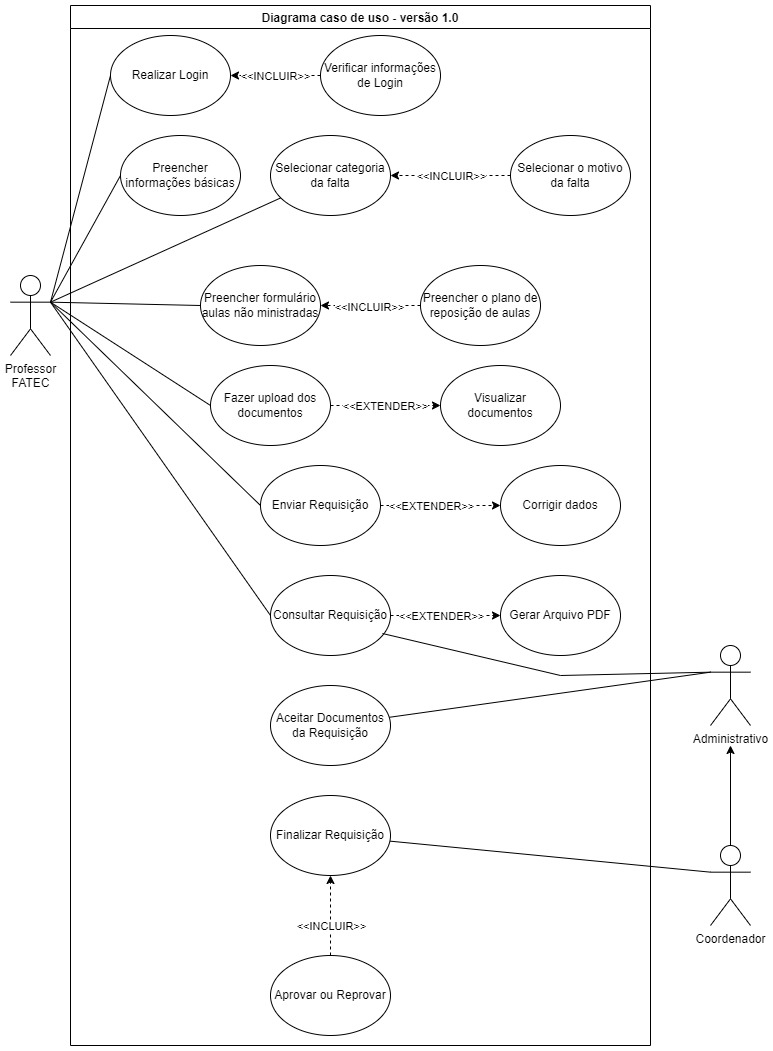 Diagrama caso de uso - versão 1.0
Realizar Login
<<INCLUIR>>
Verificar informações
de Login
Preencher
informações básicas
Selecionar categoria
da falta
<<INCLUIR>>
Selecionar o motivo
da falta
Preencher formulário
aulas não ministradas
<<INCLUIR>>
Preencher o plano de
reposição de aulas
Professor
FATEC
Fazer upload dos
documentos
<<EXTENDER>>
Visualizar
documentos
Enviar Requisição
<<EXTENDER>>
Corrigir dados
Consultar Requisição
<<EXTENDER>>
Gerar Arquivo PDF
Aceitar Documentos
da Requisição
Administrativo
Finalizar Requisição
<<INCLUIR>>
Coordenador
Aprovar ou Reprovar